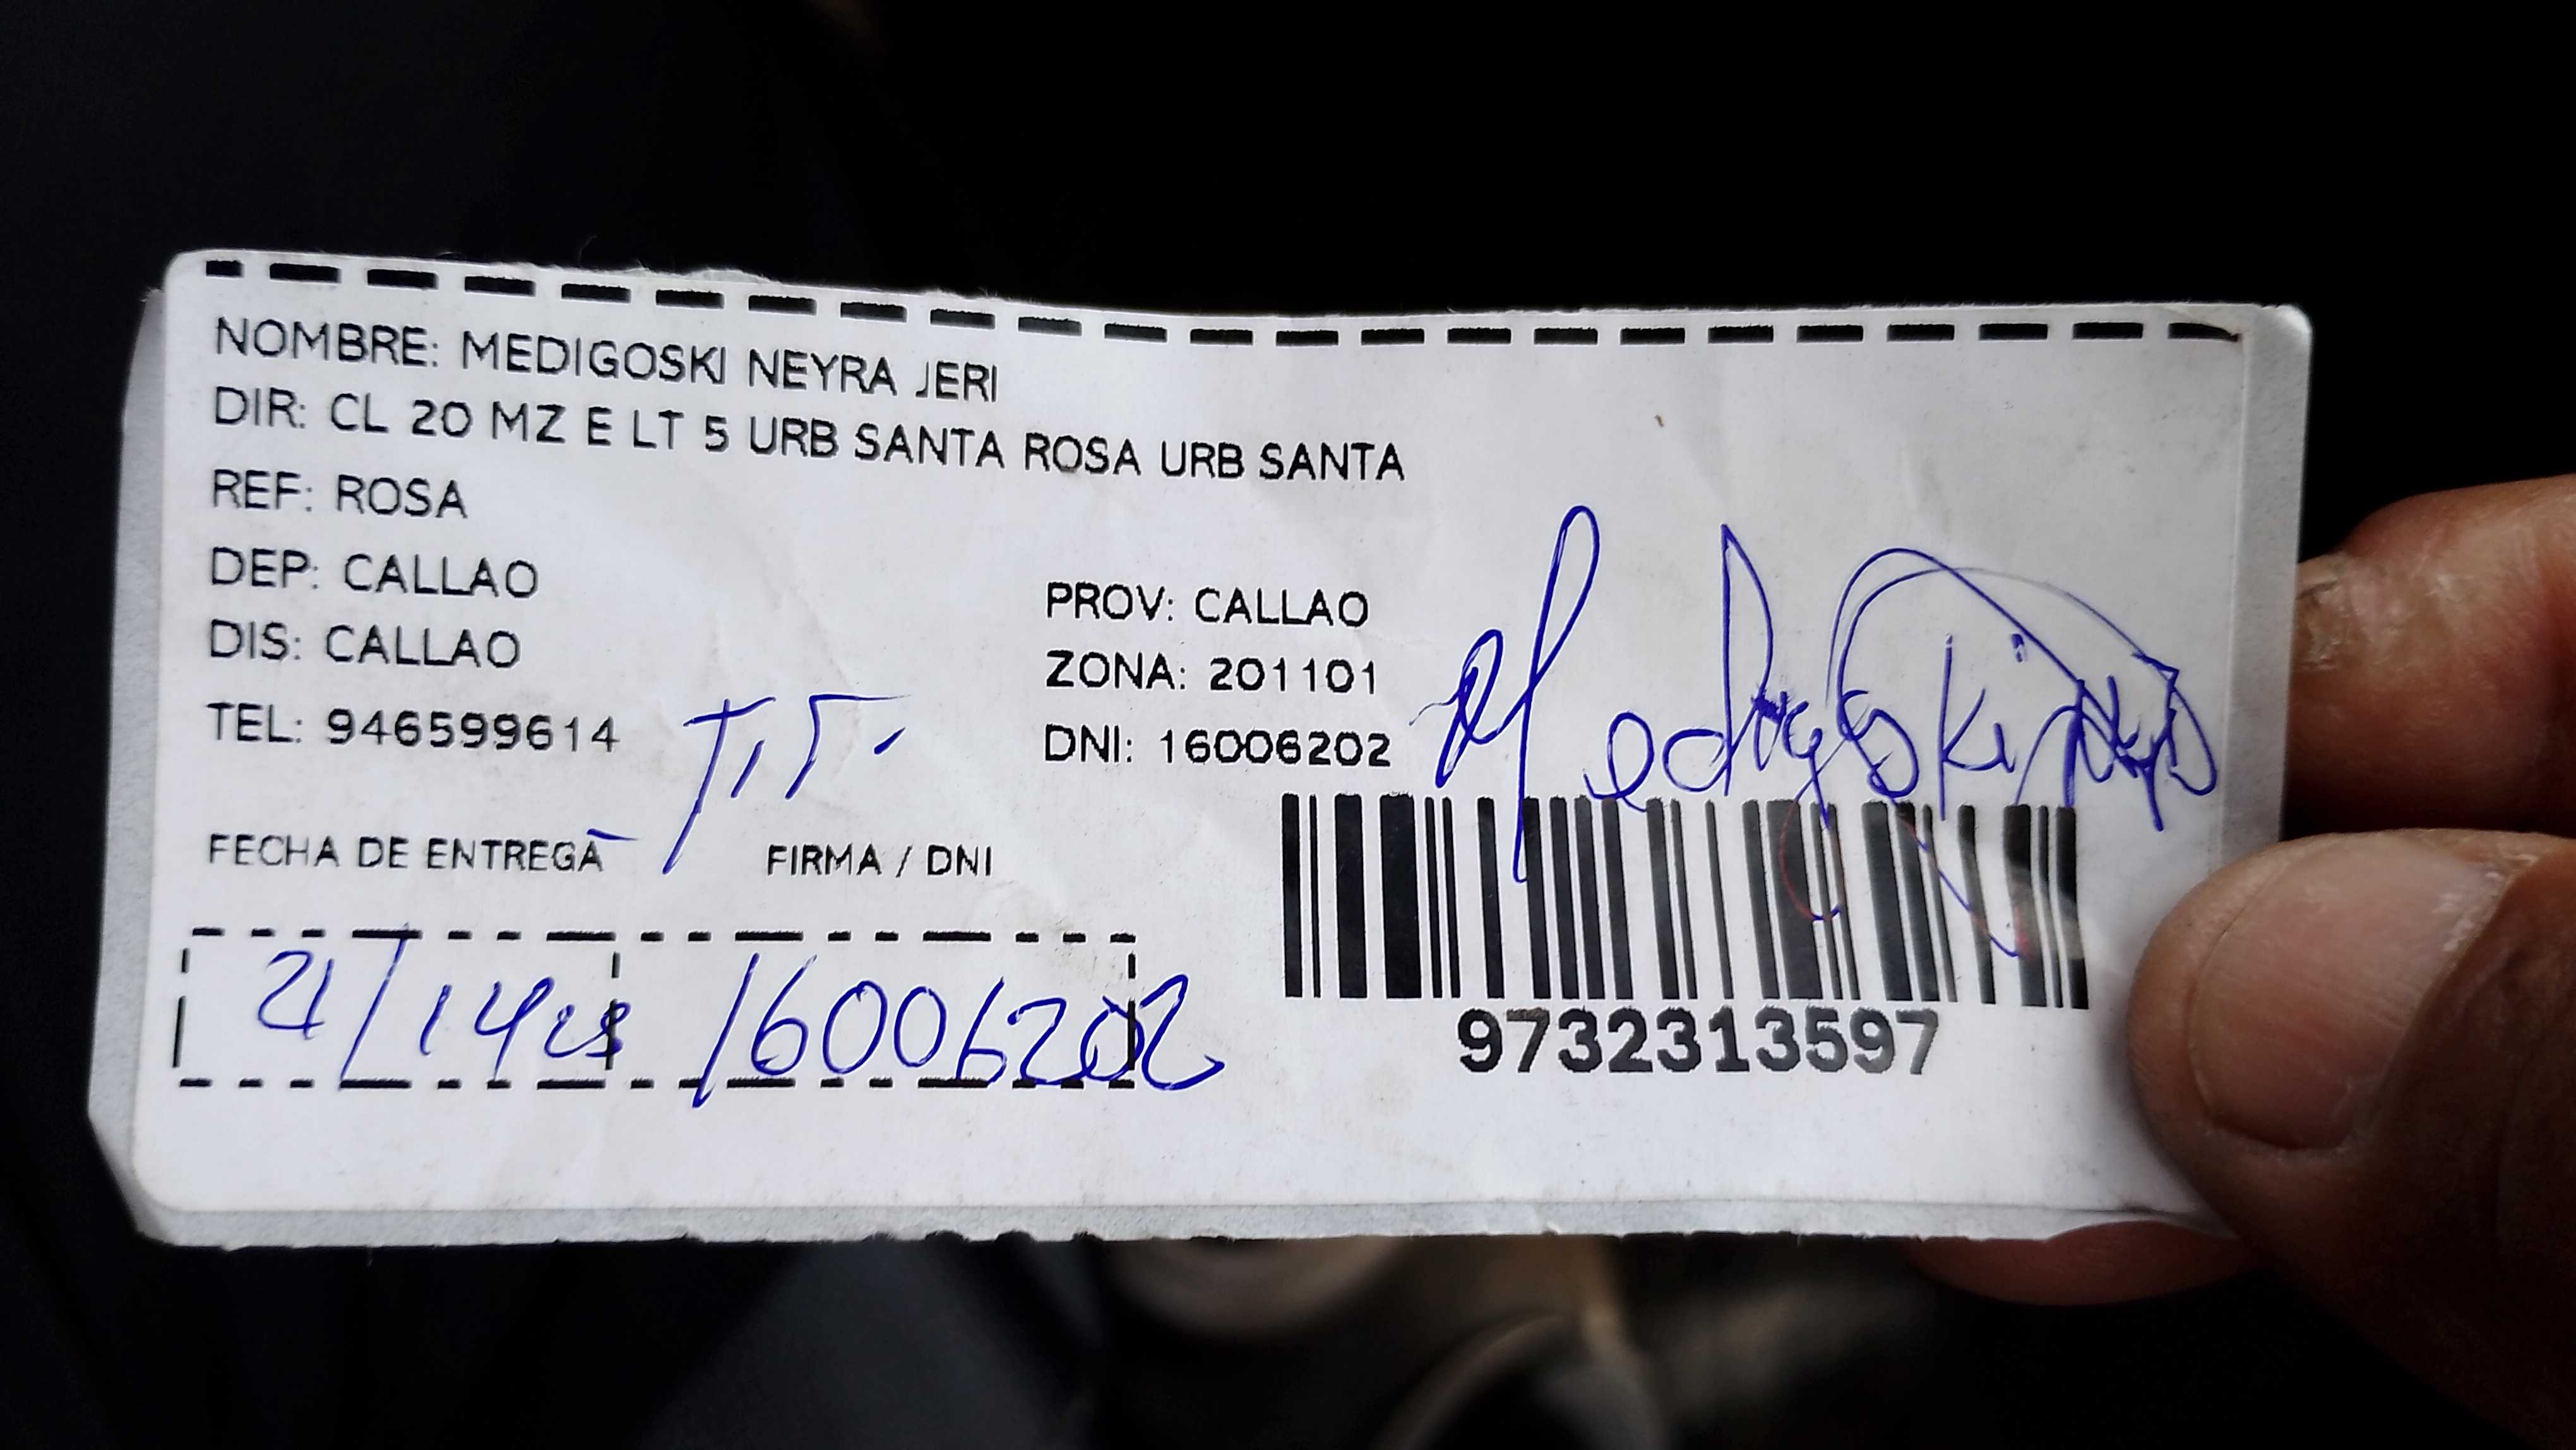 NOMBRE: MEDIGOSKI NEYRA JERI
DIR: CL 20 MZ E LT 5 URB SANTA ROSA URB SANTA
REF: ROSA
DEP: CALLAO
PROV: CALLAO
DIS: CALLAO
ZONA: 201101
TEL: 946599614
DNI: 16006202
Medigoski
FECHA DE ENTREGA
FIRMA / DNI
16006202
9732313597